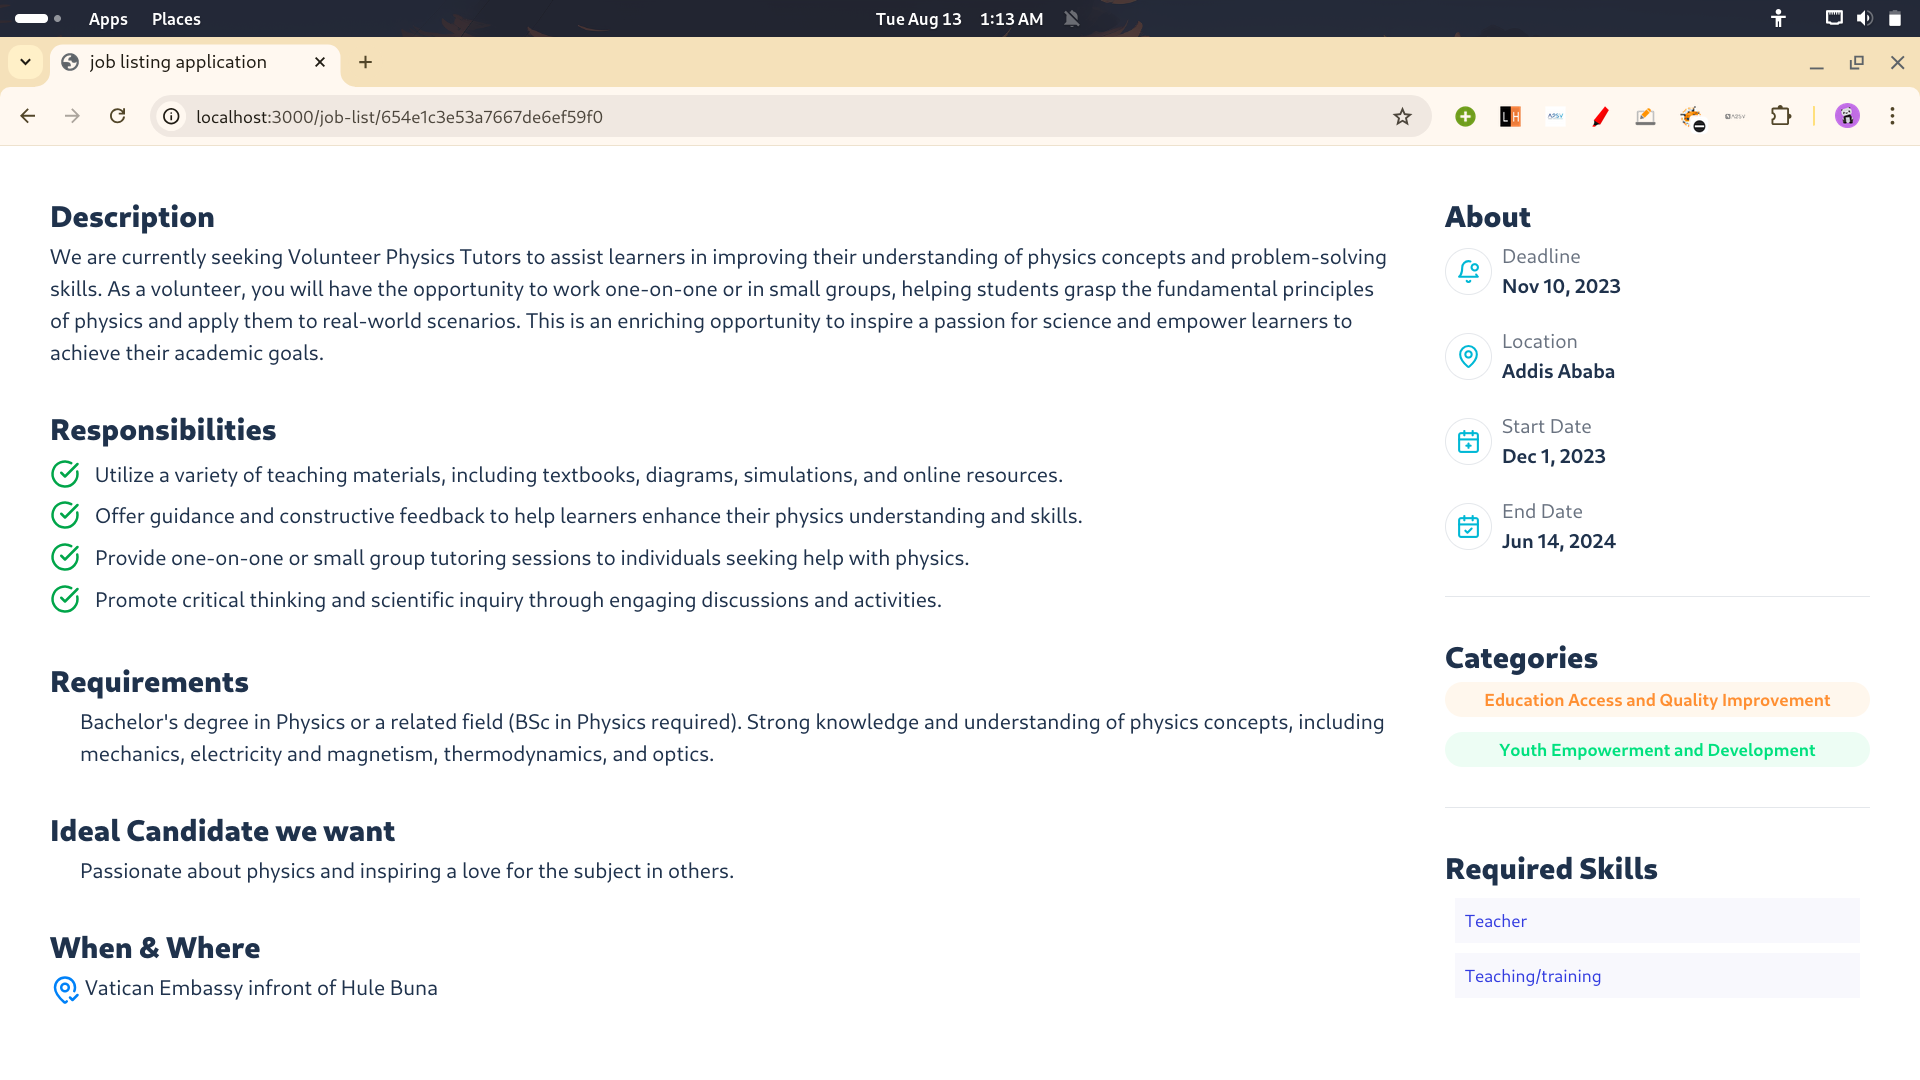 Apps Places Tue Aug 13 1:13 AM
job listing application
localhost:3000/job-list/654e1c3e53a7667de6ef59f0
Description
We are currently seeking Volunteer Physics Tutors to assist learners in improving their understanding of physics concepts and problem-solving
skills. As a volunteer, you will have the opportunity to work one-on-one or in small groups, helping students grasp the fundamental principles
of physics and apply them to real-world scenarios. This is an enriching opportunity to inspire a passion for science and empower learners to
achieve their academic goals.
Responsibilities
Utilize a variety of teaching materials, including textbooks, diagrams, simulations, and online resources.
Offer guidance and constructive feedback to help learners enhance their physics understanding and skills.
Provide one-on-one or small group tutoring sessions to individuals seeking help with physics.
Promote critical thinking and scientific inquiry through engaging discussions and activities.
Requirements
Bachelor's degree in Physics or a related field (BSc in Physics required). Strong knowledge and understanding of physics concepts, including
mechanics, electricity and magnetism, thermodynamics, and optics.
Ideal Candidate we want
Passionate about physics and inspiring a love for the subject in others.
When & Where
Vatican Embassy infront of Hule Buna
About
Deadline
Nov 10, 2023
Location
Addis Ababa
Start Date
Dec 1, 2023
End Date
Jun 14, 2024
Categories
Education Access and Quality Improvement
Youth Empowerment and Development
Required Skills
Teacher
Teaching/training